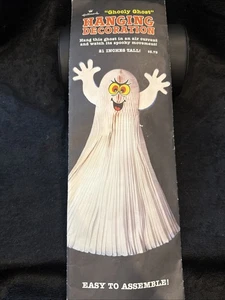 "Ghooly Ghost"
HANGING
DECORATION
Hang this ghost in an air current
and watch its spooky movement!
21 INCHES TALL!
EASY TO ASSEMBLE!